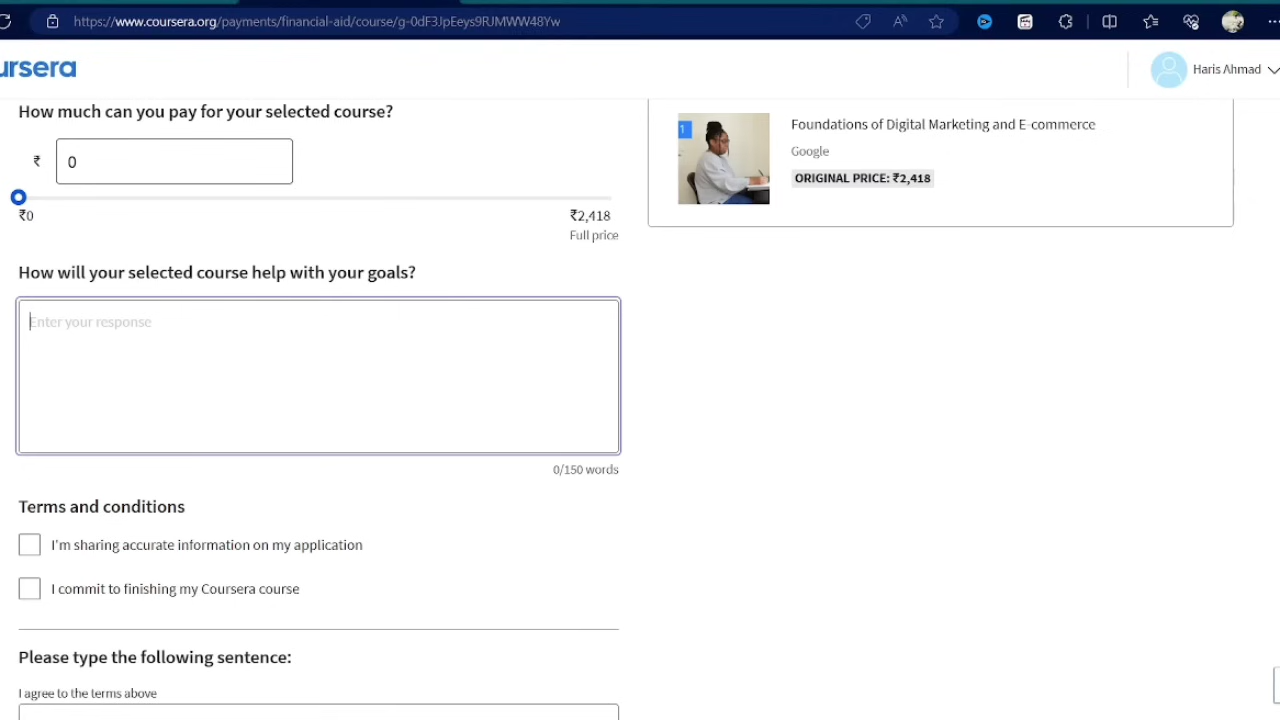 https://www.coursera.org/payments/financial-aid/course/g-0dF3JpEeys9RJMWW48Yw
ursera
Haris Ahmad
How much can you pay for your selected course?
₹ 0
₹0
₹2,418
Full price
1
Foundations of Digital Marketing and E-commerce
Google
ORIGINAL PRICE: ₹2,418
How will your selected course help with your goals?
Enter your response
0/150 words
Terms and conditions
I'm sharing accurate information on my application
I commit to finishing my Coursera course
Please type the following sentence:
I agree to the terms above